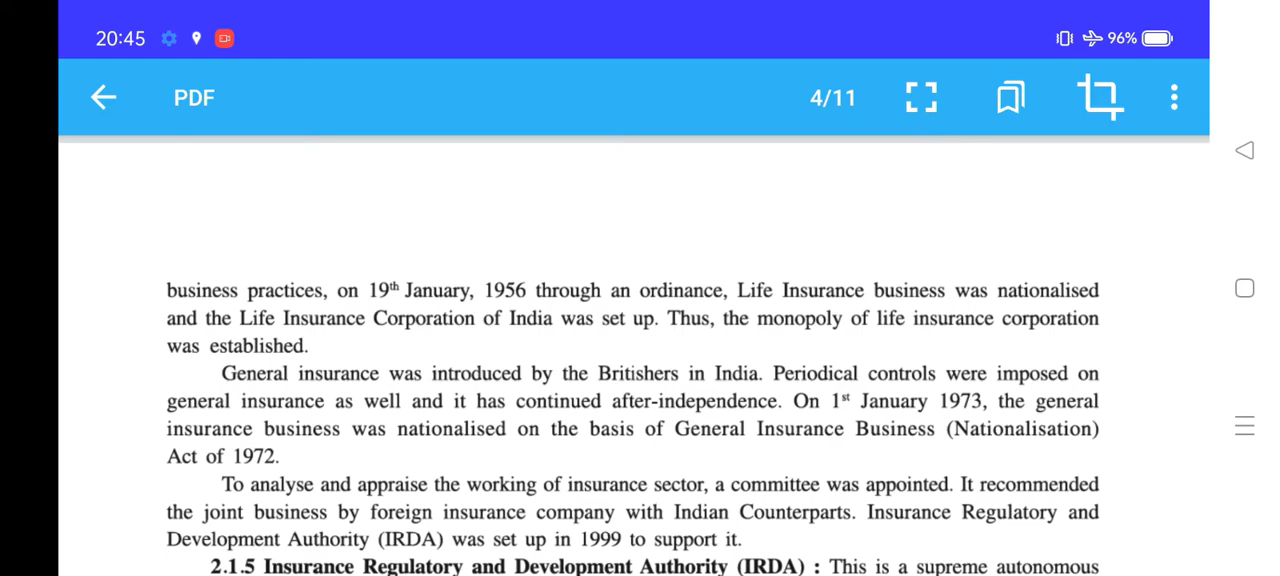 20:45
96%
PDF
4/11
business practices, on 19th January, 1956 through an ordinance, Life Insurance business was nationalised
and the Life Insurance Corporation of India was set up. Thus, the monopoly of life insurance corporation
was established.
General insurance was introduced by the Britishers in India. Periodical controls were imposed on
general insurance as well and it has continued after-independence. On 1st January 1973, the general
insurance business was nationalised on the basis of General Insurance Business (Nationalisation)
Act of 1972.
To analyse and appraise the working of insurance sector, a committee was appointed. It recommended
the joint business by foreign insurance company with Indian Counterparts. Insurance Regulatory and
Development Authority (IRDA) was set up in 1999 to support it.
2.1.5 Insurance Regulatory and Development Authority (IRDA) : This is a supreme autonomous